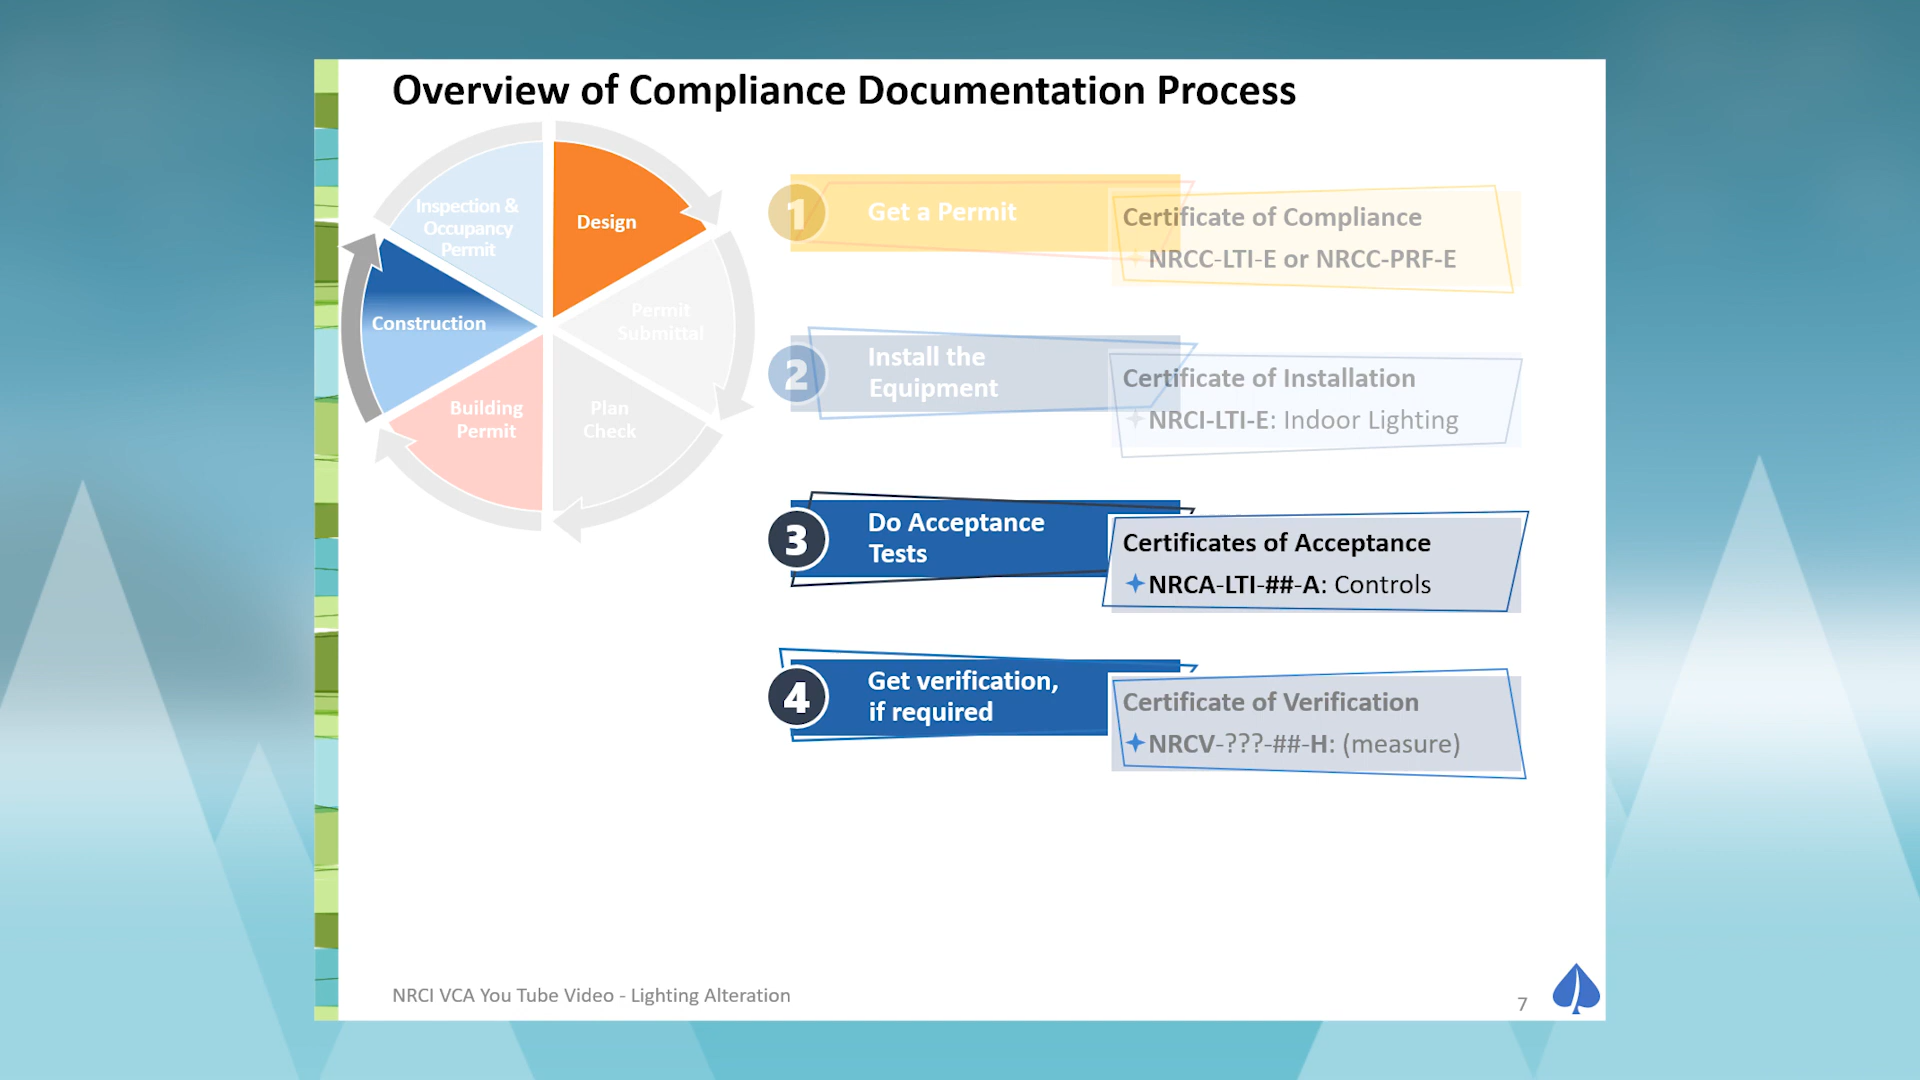 Overview of Compliance Documentation Process
Inspection &
Occupancy
Permit
Design
Construction
Permit
Submittal
Building
Permit
Plan
Check
1
Get a Permit
Certificate of Compliance
NRCC-LTI-E or NRCC-PRF-E
2
Install the
Equipment
Certificate of Installation
NRCI-LTI-E: Indoor Lighting
3
Do Acceptance
Tests
Certificates of Acceptance
NRCA-LTI-##-A: Controls
4
Get verification,
if required
Certificate of Verification
NRCV-???-##-H: (measure)
NRCI VCA You Tube Video - Lighting Alteration
7